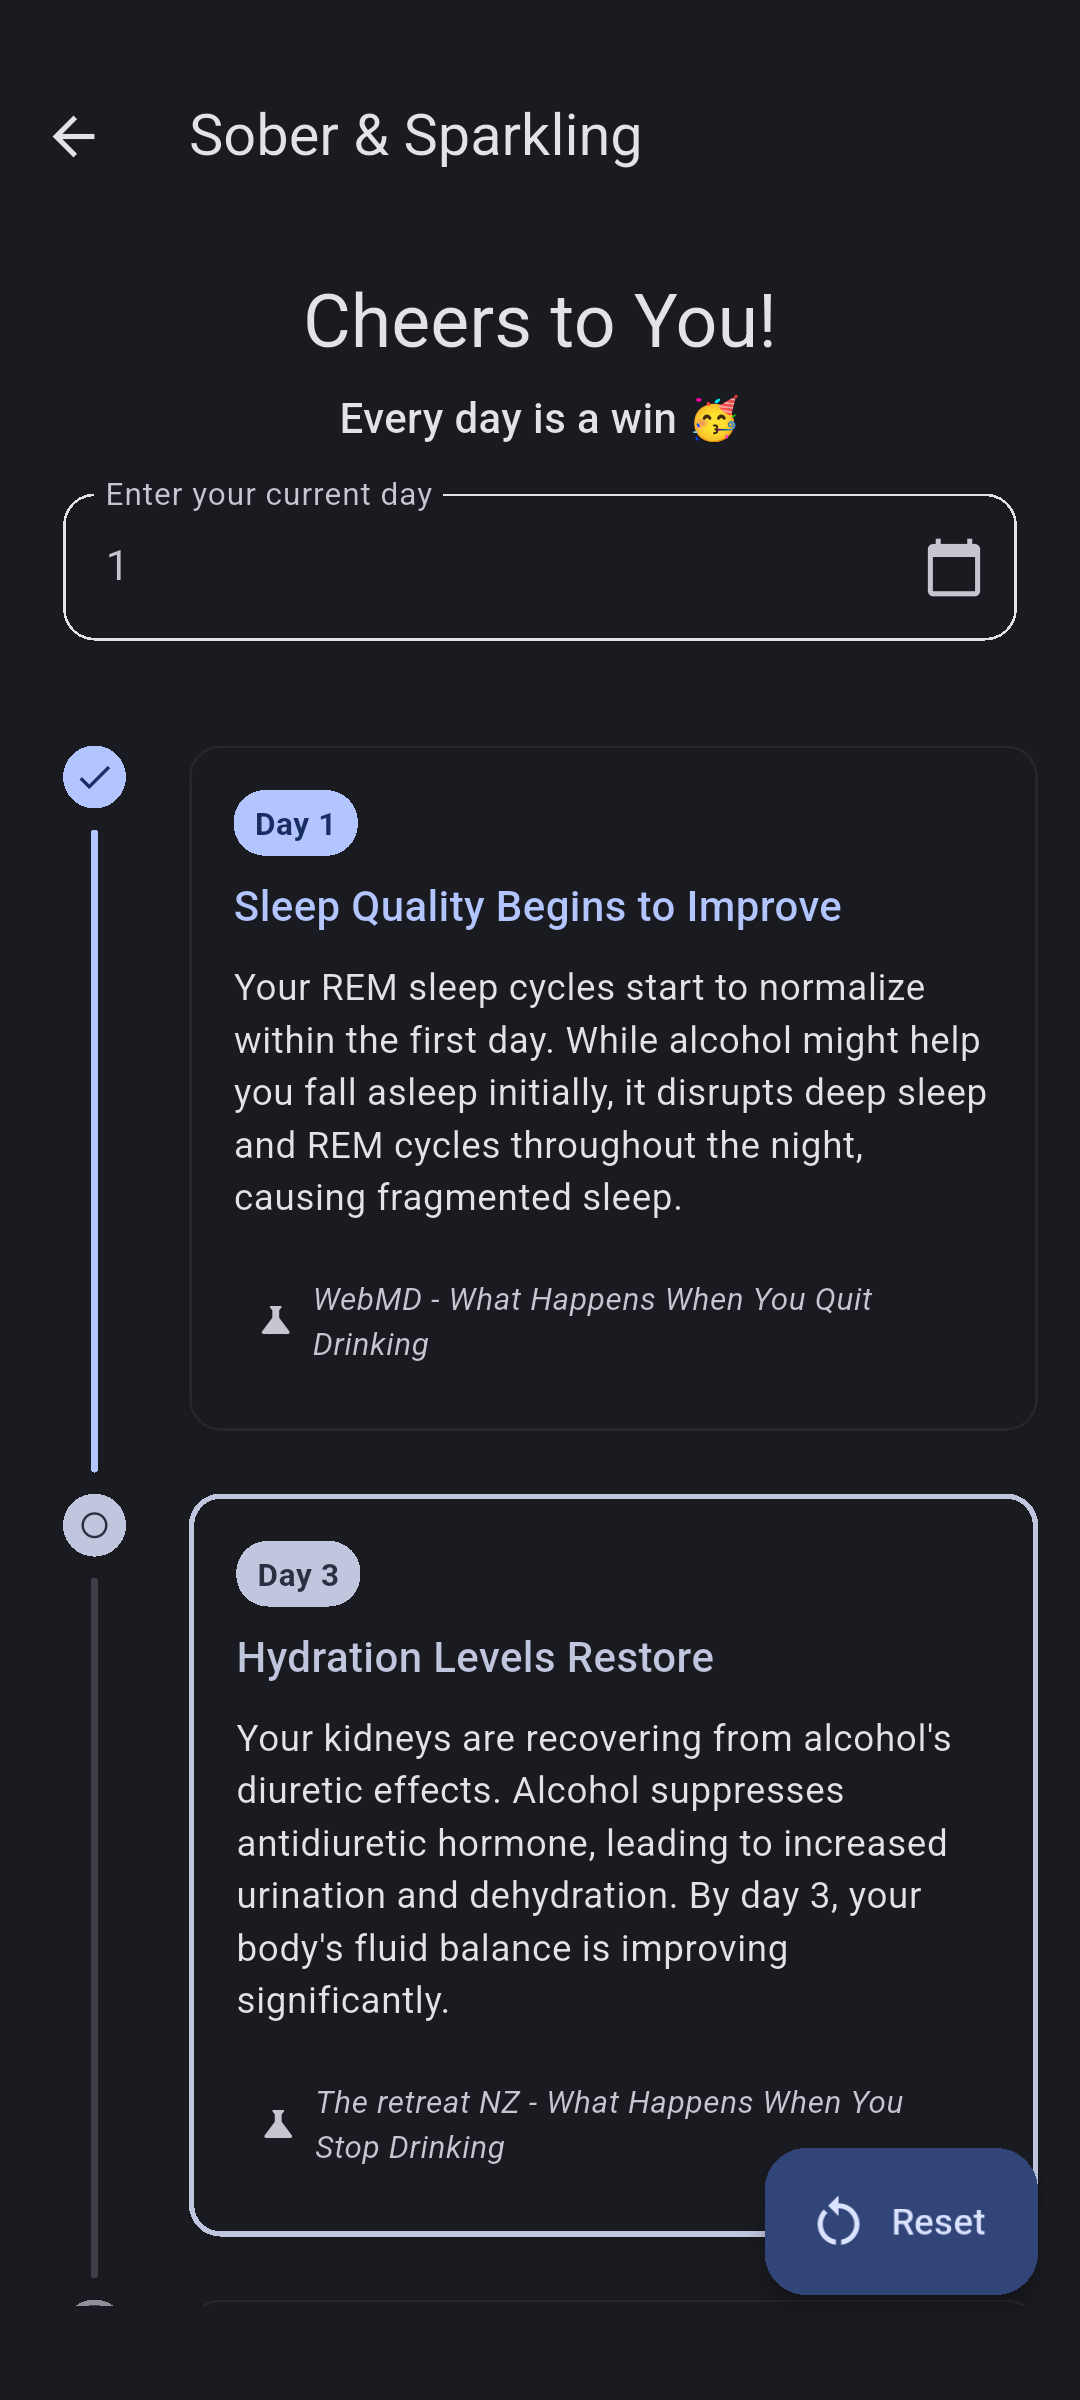 Sober & Sparkling
Cheers to You!
Every day is a win 🥳
Enter your current day
1
Day 1
Sleep Quality Begins to Improve
Your REM sleep cycles start to normalize
within the first day. While alcohol might help
you fall asleep initially, it disrupts deep sleep
and REM cycles throughout the night,
causing fragmented sleep.
WebMD - What Happens When You Quit
Drinking
Day 3
Hydration Levels Restore
Your kidneys are recovering from alcohol's
diuretic effects. Alcohol suppresses
antidiuretic hormone, leading to increased
urination and dehydration. By day 3, your
body's fluid balance is improving
significantly.
The retreat NZ - What Happens When You
Stop Drinking
Reset